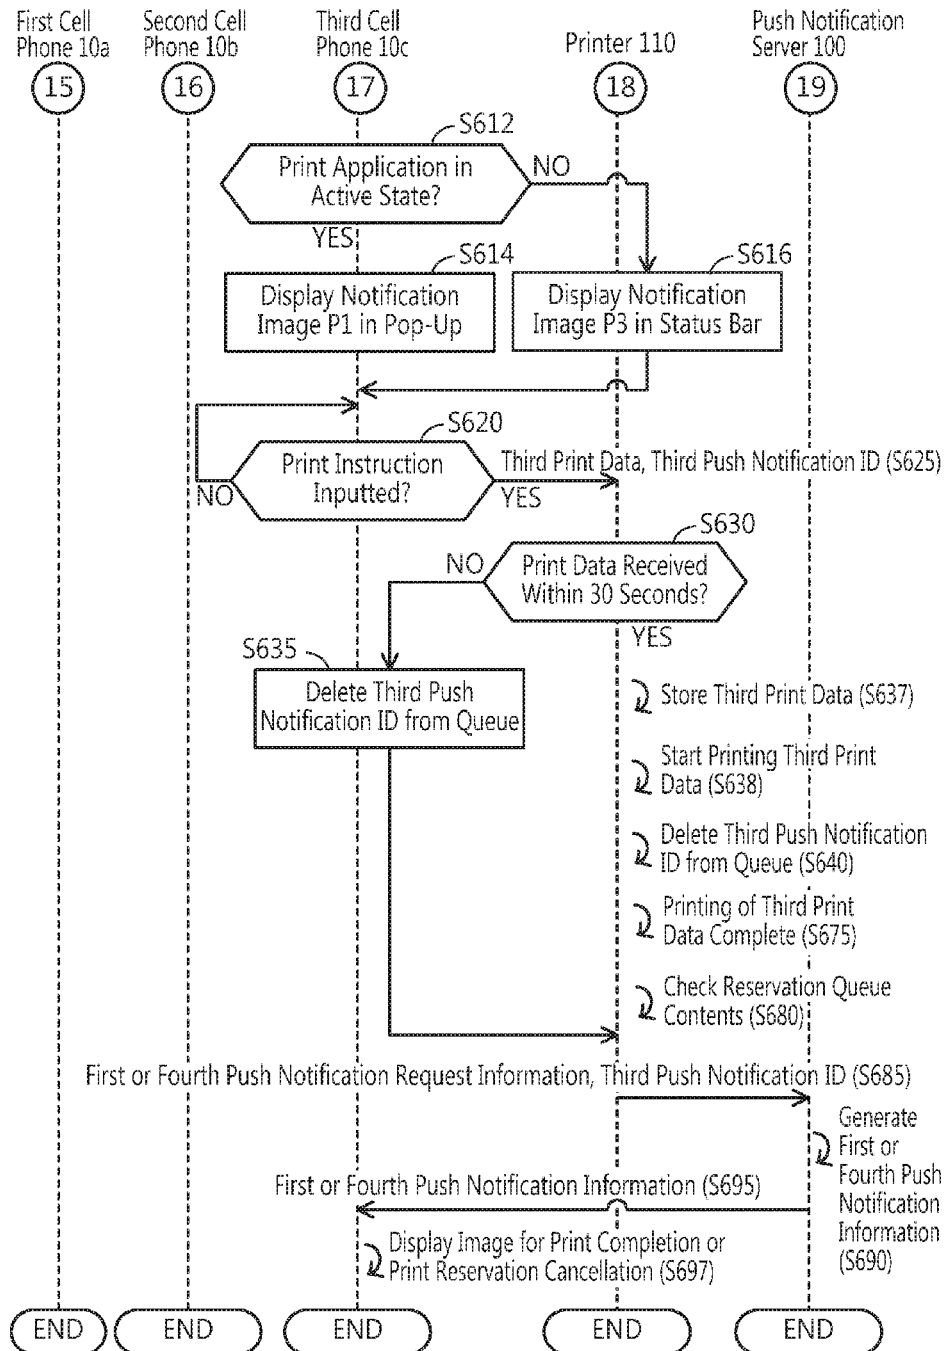 First Cell
Phone 10a
Second Cell
Phone 10b
Third Cell
Phone 10c
Printer 110
Push Notification
Server 100
15
16
17
18
19
S612
Print Application in
Active State?
NO
YES
S614
Display Notification
Image P1 in Pop-Up
S616
Display Notification
Image P3 in Status Bar
S620
Print Instruction
Inputted?
NO
YES
Third Print Data, Third Push Notification ID (S625)
S630
Print Data Received
Within 30 Seconds?
NO
YES
S635
Delete Third Push
Notification ID from Queue
Store Third Print Data (S637)
Start Printing Third Print
Data (S638)
Delete Third Push Notification
ID from Queue (S640)
Printing of Third Print
Data Complete (S675)
Check Reservation Queue
Contents (S680)
First or Fourth Push Notification Request Information, Third Push Notification ID (S685)
Generate
First or
Fourth Push
Notification
Information
(S690)
First or Fourth Push Notification Information (S695)
Display Image for Print Completion or
Print Reservation Cancellation (S697)
END
END
END
END
END